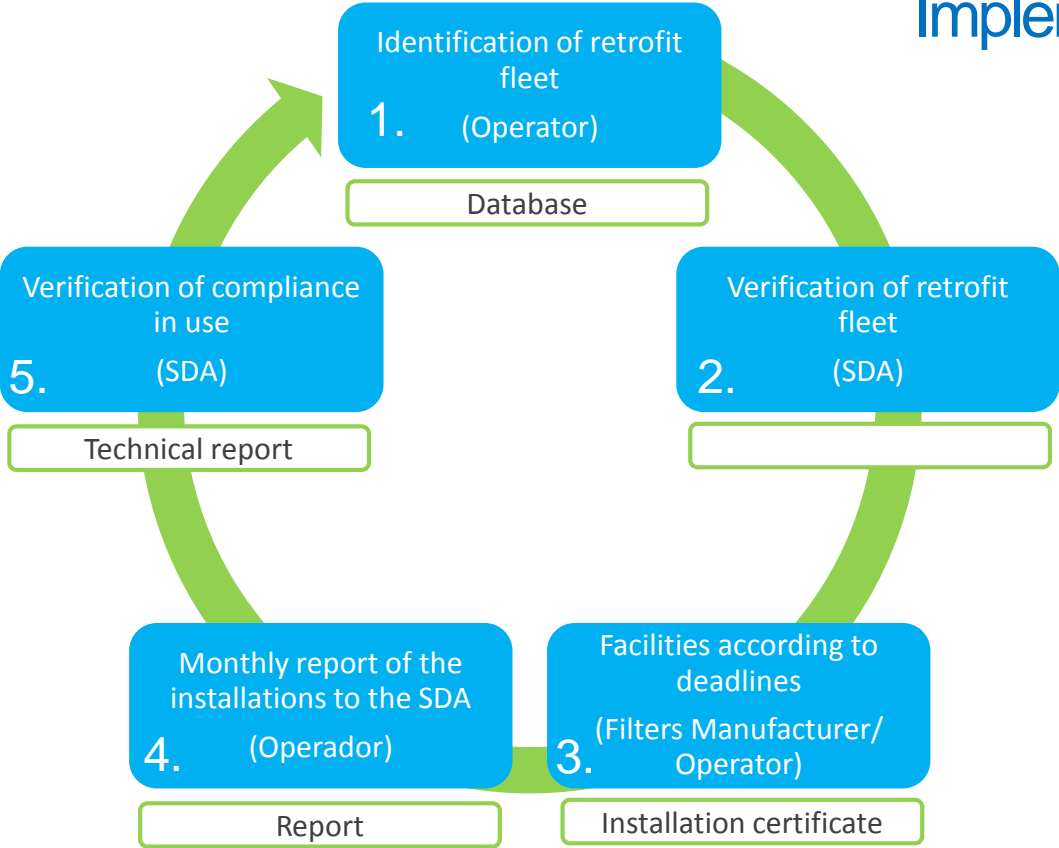 Imple
Identification of retrofit
fleet
1.
(Operator)
Database
Verification of retrofit
fleet
2.
(SDA)
Facilities according to
deadlines
3.
(Filters Manufacturer/
Operator)
Installation certificate
Monthly report of the
installations to the SDA
4.
(Operador)
Report
Verification of compliance
in use
5.
(SDA)
Technical report